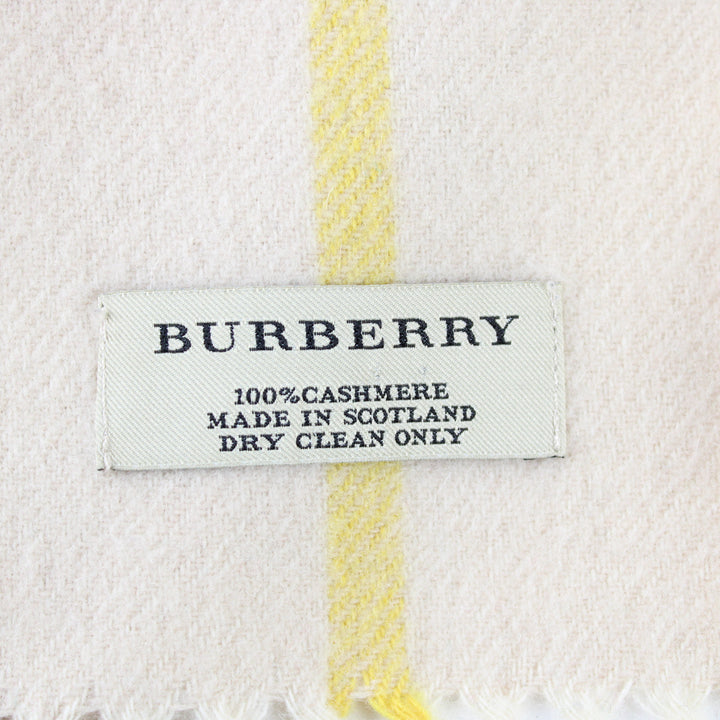 BURBERRY
100%CASHMERE
MADE IN SCOTLAND
DRY CLEAN ONLY